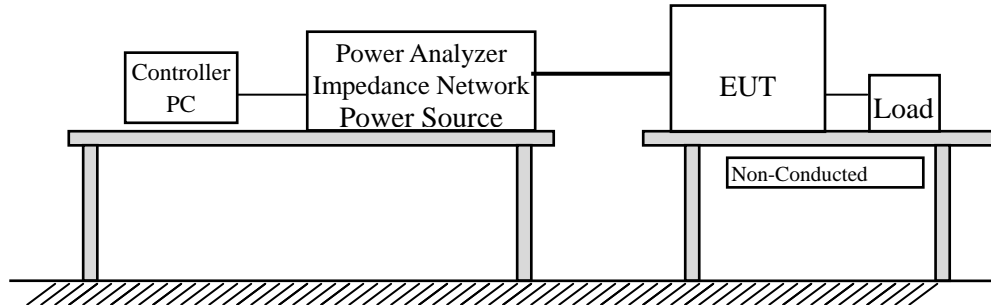 Controller
PC
Power Analyzer
Impedance Network
Power Source
EUT
Load
Non-Conducted